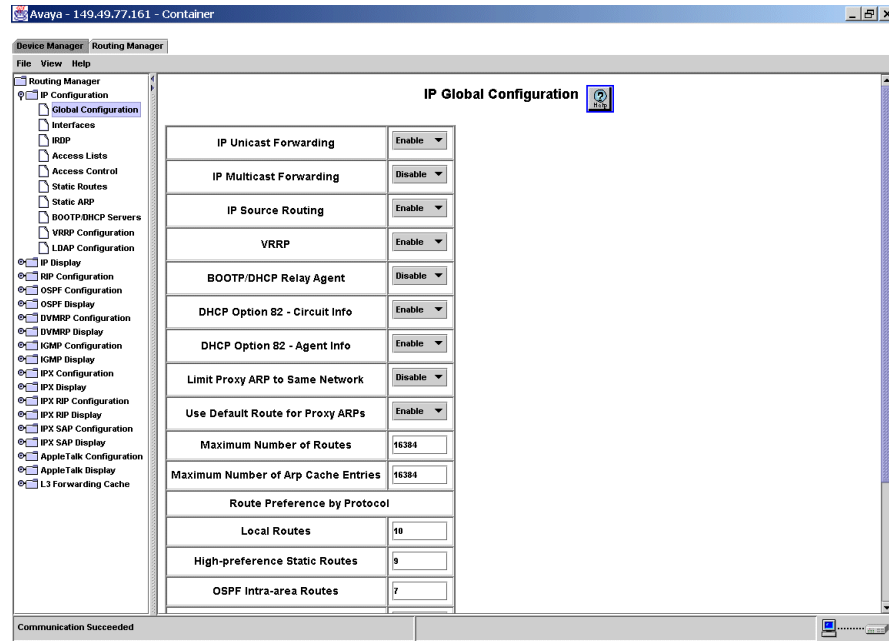 Avaya - 149.49.77.161 - Container
Device Manager Routing Manager
File View Help
Routing Manager
IP Configuration
Global Configuration
Interfaces
IRDP
Access Lists
Access Control
Static Routes
Static ARP
BOOTP/DHCP Servers
VRRP Configuration
LDAP Configuration
IP Display
RIP Configuration
OSPF Configuration
OSPF Display
DVMRP Configuration
DVMRP Display
IGMP Configuration
IGMP Display
IPX Configuration
IPX Display
IPX RIP Configuration
IPX RIP Display
IPX SAP Configuration
IPX SAP Display
AppleTalk Configuration
AppleTalk Display
L3 Forwarding Cache
IP Global Configuration
Help
IP Unicast Forwarding Enable
IP Multicast Forwarding Disable
IP Source Routing Enable
VRRP Enable
BOOTP/DHCP Relay Agent Disable
DHCP Option 82 - Circuit Info Enable
DHCP Option 82 - Agent Info Enable
Limit Proxy ARP to Same Network Disable
Use Default Route for Proxy ARPs Enable
Maximum Number of Routes 16384
Maximum Number of Arp Cache Entries 16384
Route Preference by Protocol
Local Routes 10
High-preference Static Routes 9
OSPF Intra-area Routes 7
Communication Succeeded